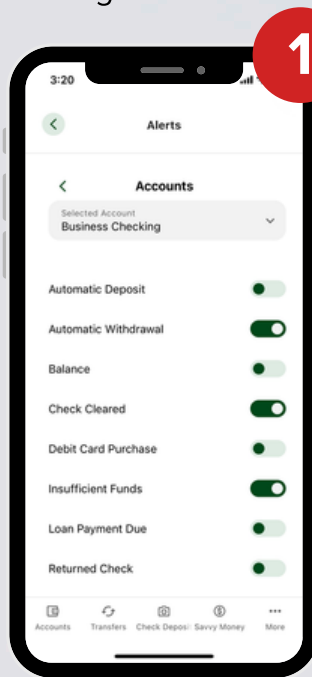 1
3:20
Alerts
Accounts
Selected Account
Business Checking
Automatic Deposit
Automatic Withdrawal
Balance
Check Cleared
Debit Card Purchase
Insufficient Funds
Loan Payment Due
Returned Check
Accounts Transfers Check Deposi Savvy Money More